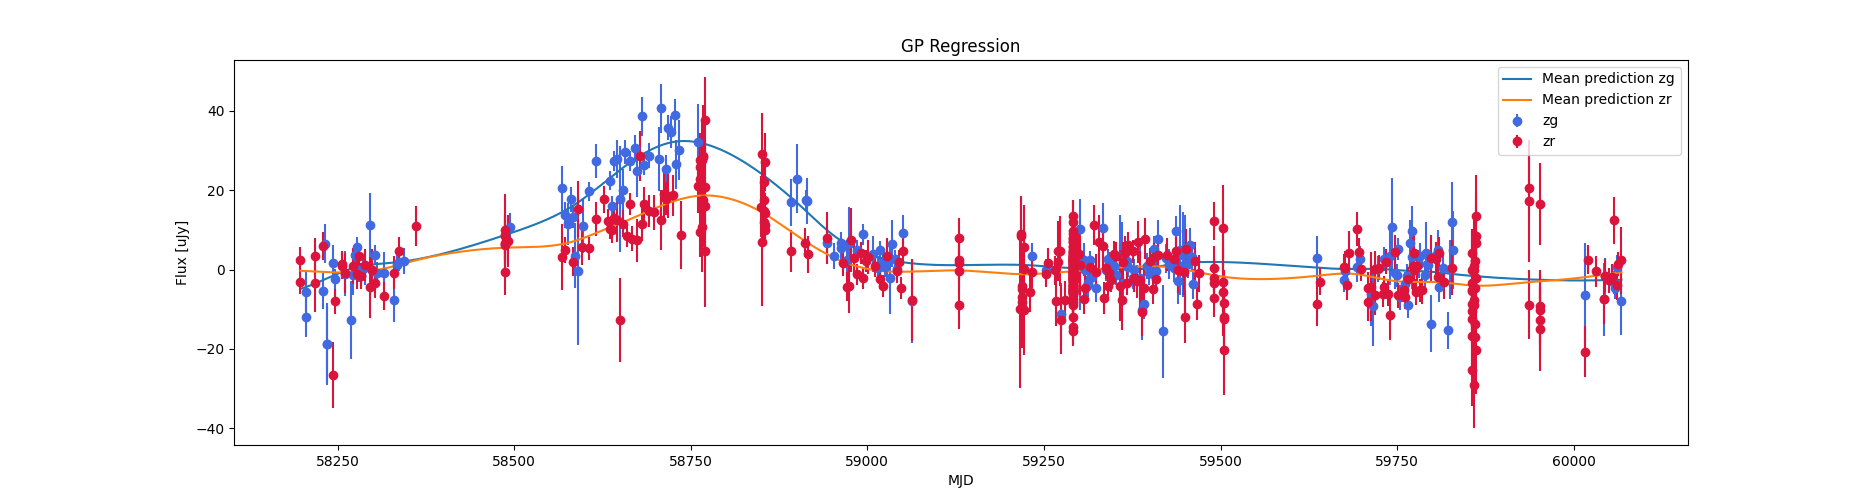 GP Regression
Flux [uJy]
40
20
0
−20
−40
Mean prediction zg
Mean prediction zr
zg
zr
58250 58500 58750 59000 59250 59500 59750 60000
MJD